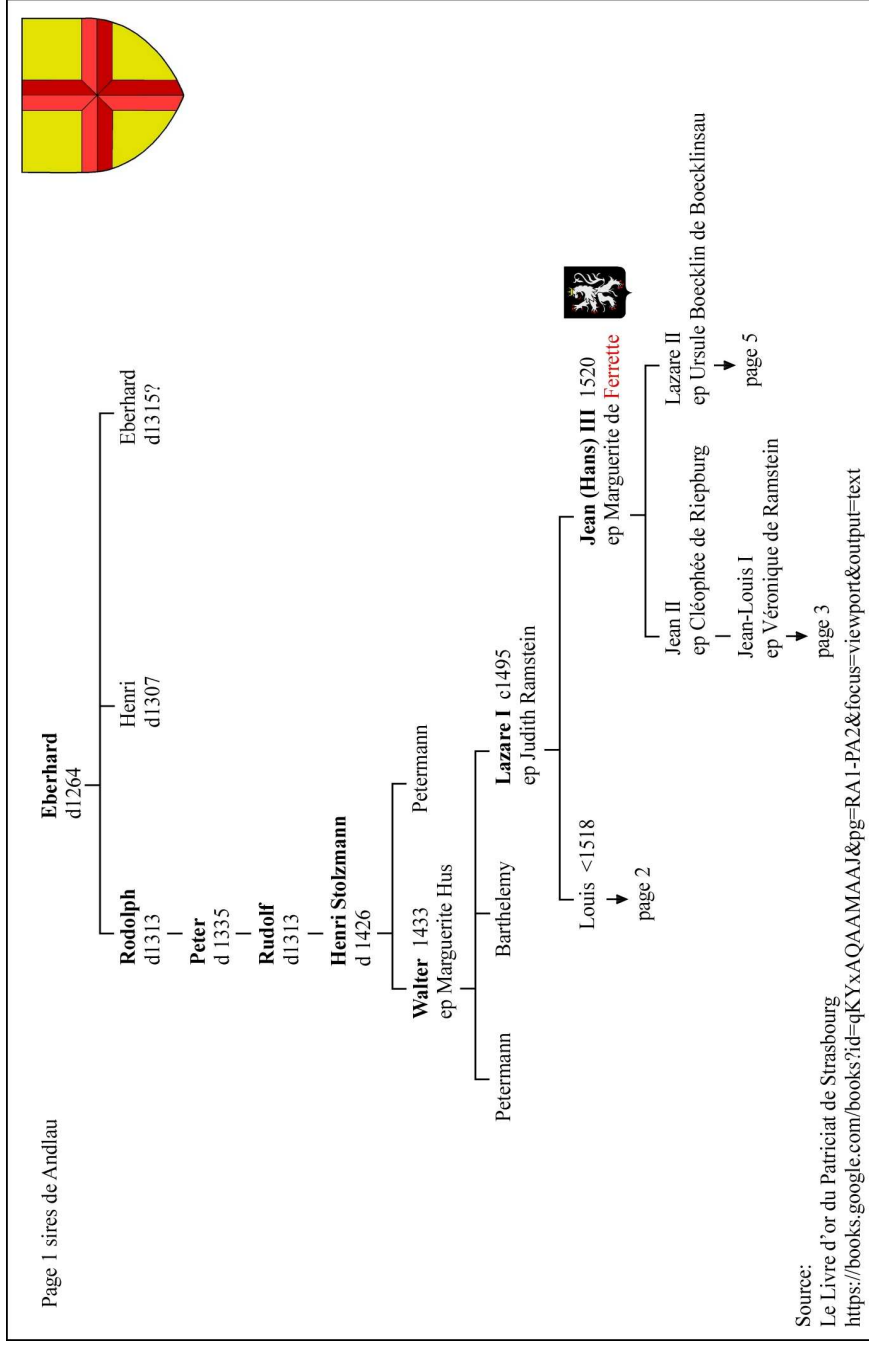 Page 1 sires de Andlau
Eberhard
d1264
Rodolph
d1313
Henri
d1307
Eberhard
d1315?
Peter
d 1335
Rudolf
d1313
Henri Stolzmann
d 1426
Walter 1433
ep Marguerite Hus
Petermann
Petermann
Barthelemy
Lazare I c1495
ep Judith Ramstein
Louis <1518
page 2
Jean (Hans) III 1520
ep Marguerite de Ferrette
Jean II
ep Cléophée de Riepburg
Lazare II
ep Ursule Boecklin de Boecklinsau
Jean-Louis I
ep Véronique de Ramstein
page 5
page 3
Source:
Le Livre d’or du Patriciat de Strasbourg
https://books.google.com/books?id=qKYxAQAAMAAJ&pg=RA1-PA2&focus=viewport&output=text